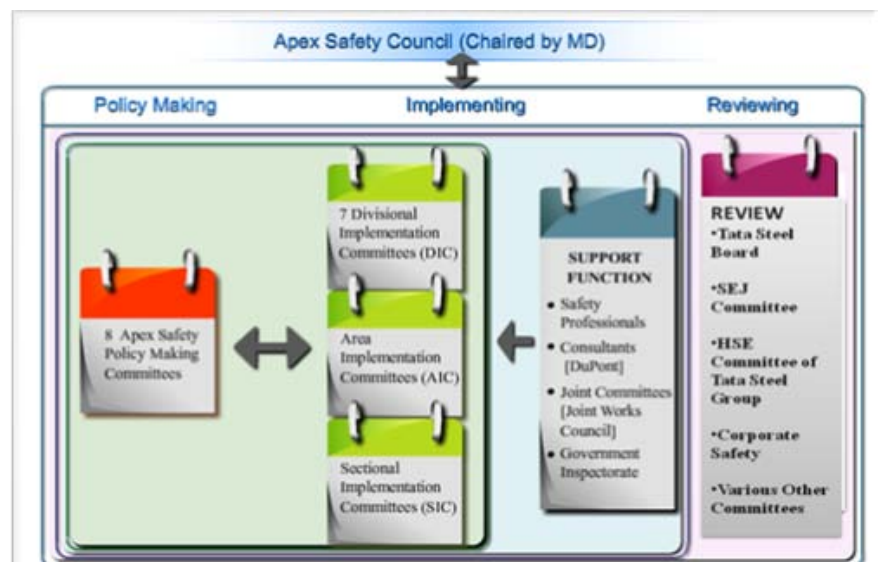 Apex Safety Council (Chaired by MD)
Policy Making
Implementing
Reviewing
8 Apex Safety
Policy Making
Committees
7 Divisional
Implementation
Committees (DIC)
Area
Implementation
Committees (AIC)
Sectional
Implementation
Committees (SIC)
SUPPORT
FUNCTION
• Safety
Professionals
• Consultants
[DuPont]
• Joint Committees
[Joint Works
Council]
• Government
Inspectorate
REVIEW
•Tata Steel
Board
•SEJ
Committee
•HSE
Committee of
Tata Steel
Group
•Corporate
Safety
•Various Other
Committees